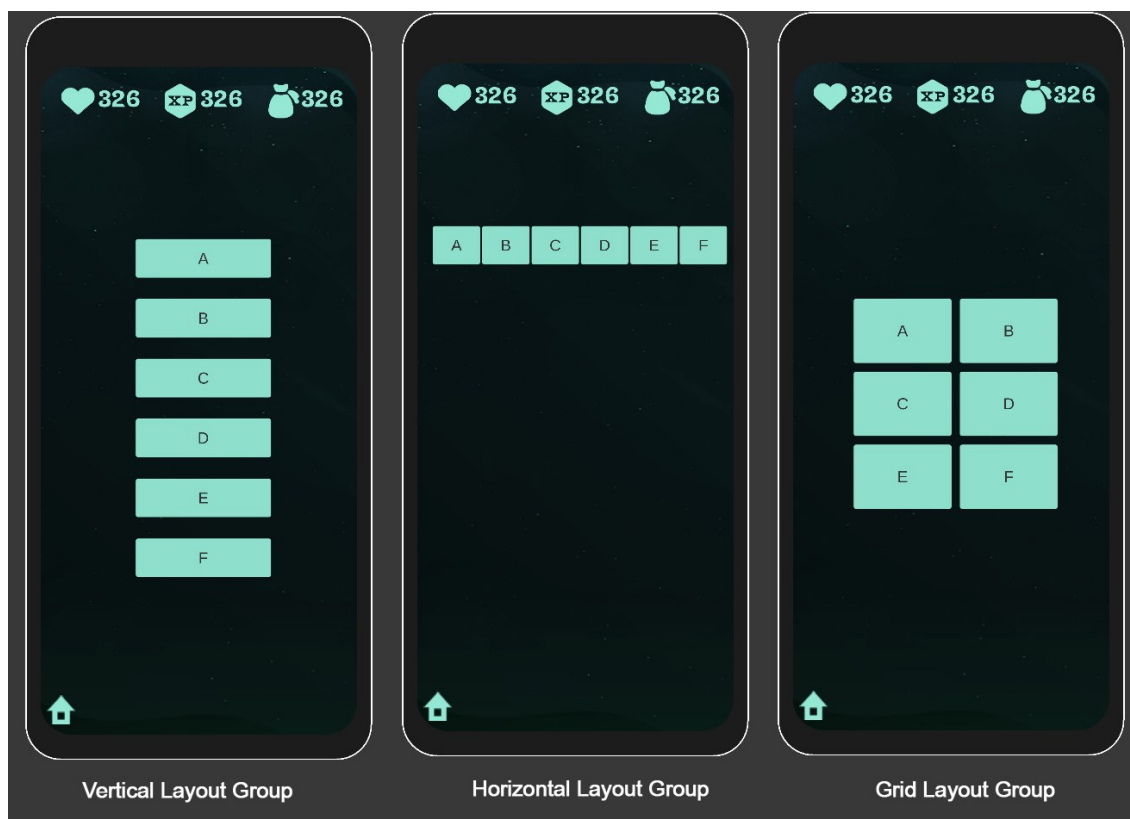 326 XP 326 326
A
B
C
D
E
F
Vertical Layout Group
326 XP 326 326
A B C D E F
Horizontal Layout Group
326 XP 326 326
A B
C D
E F
Grid Layout Group